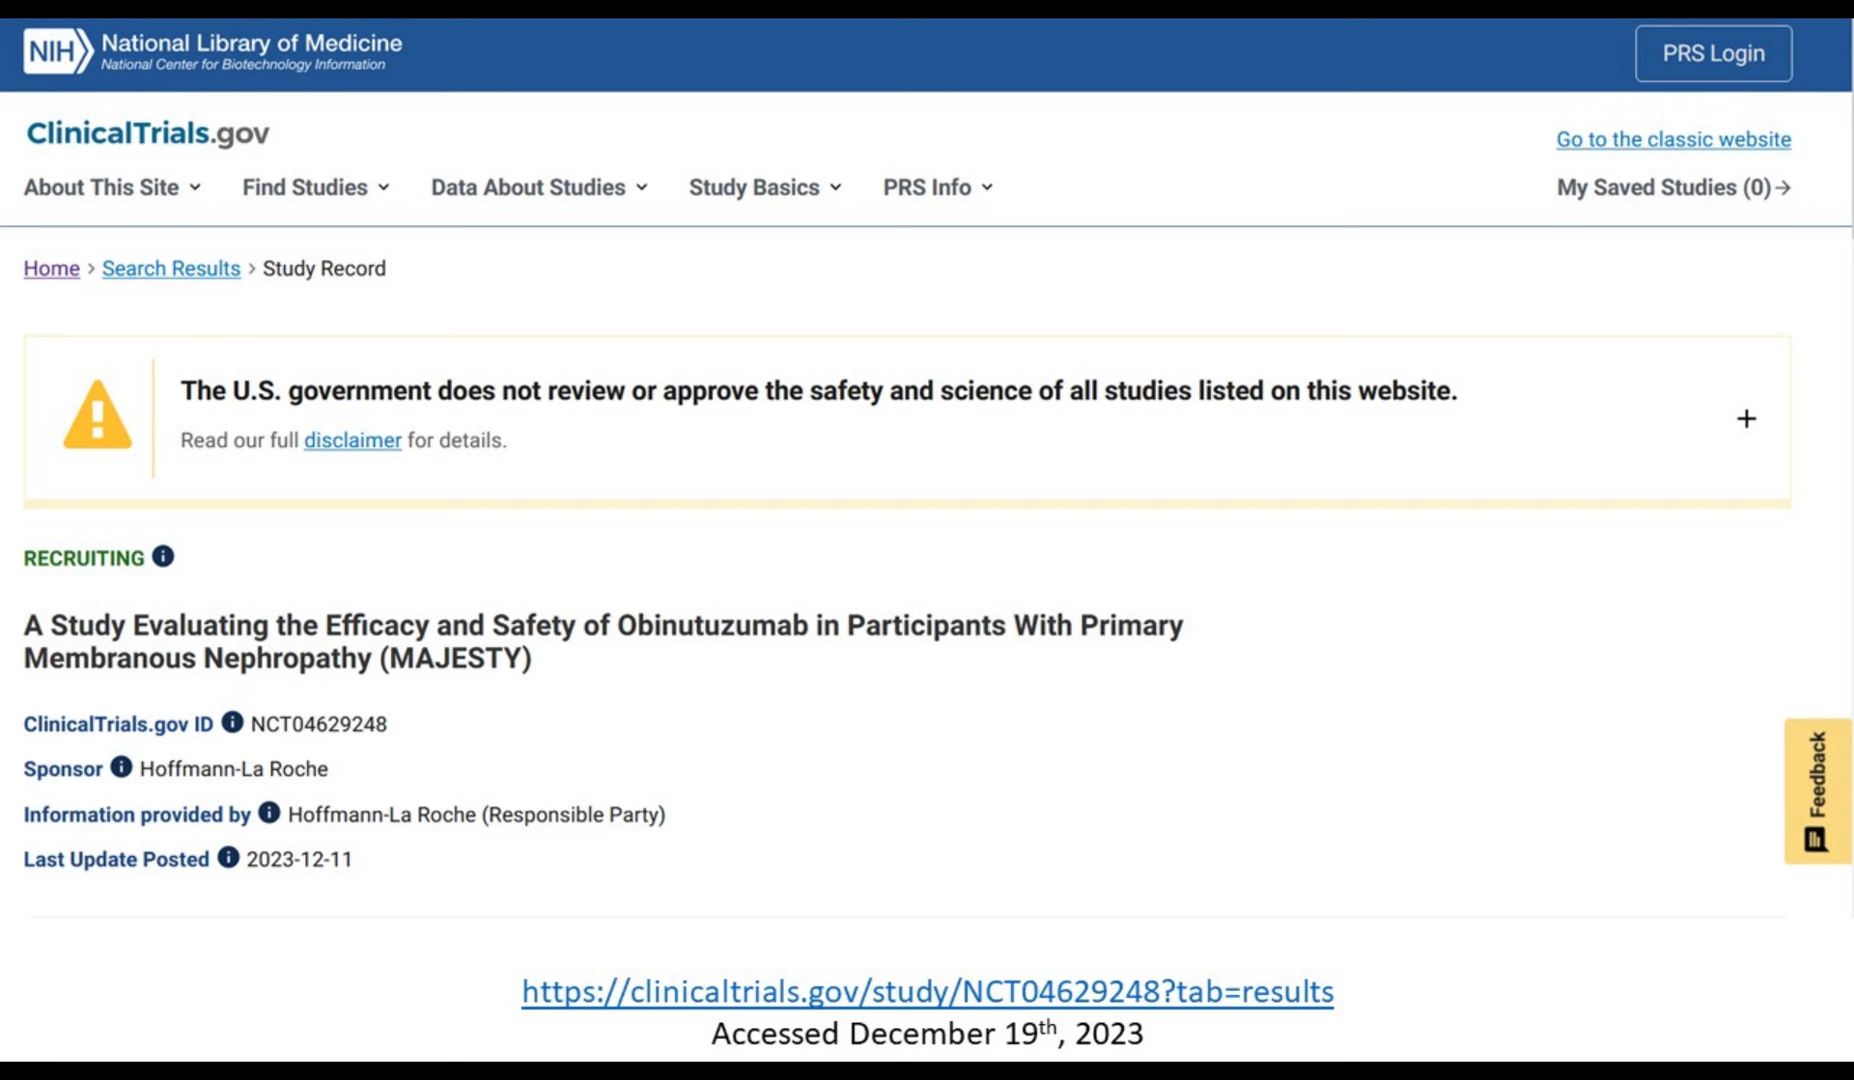 NIH National Library of Medicine
National Center for Biotechnology Information
PRS Login
ClinicalTrials.gov
Go to the classic website
About This Site Find Studies Data About Studies Study Basics PRS Info
My Saved Studies (0)→
Home > Search Results > Study Record
The U.S. government does not review or approve the safety and science of all studies listed on this website.
Read our full disclaimer for details.
+
RECRUITING
A Study Evaluating the Efficacy and Safety of Obinutuzumab in Participants With Primary
Membranous Nephropathy (MAJESTY)
ClinicalTrials.gov ID NCT04629248
Sponsor Hoffmann-La Roche
Information provided by Hoffmann-La Roche (Responsible Party)
Last Update Posted 2023-12-11
Feedback
https://clinicaltrials.gov/study/NCT04629248?tab=results
Accessed December 19th, 2023